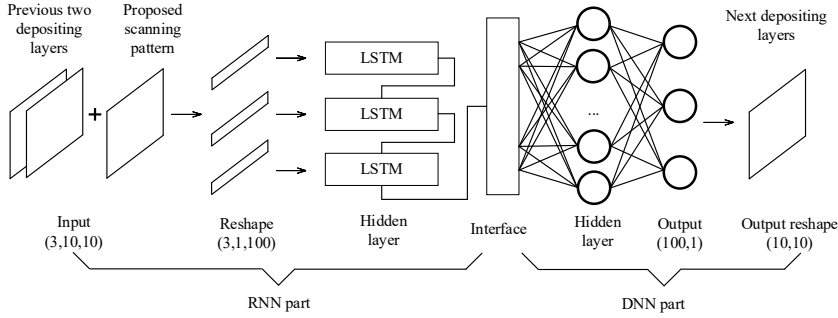 Previous two
depositing
layers
Proposed
scanning
pattern
+
LSTM
LSTM
LSTM
...
Next depositing
layers
Input
(3,10,10)
Reshape
(3,1,100)
Hidden
layer
Interface
Hidden
layer
Output
(100,1)
Output reshape
(10,10)
RNN part
DNN part